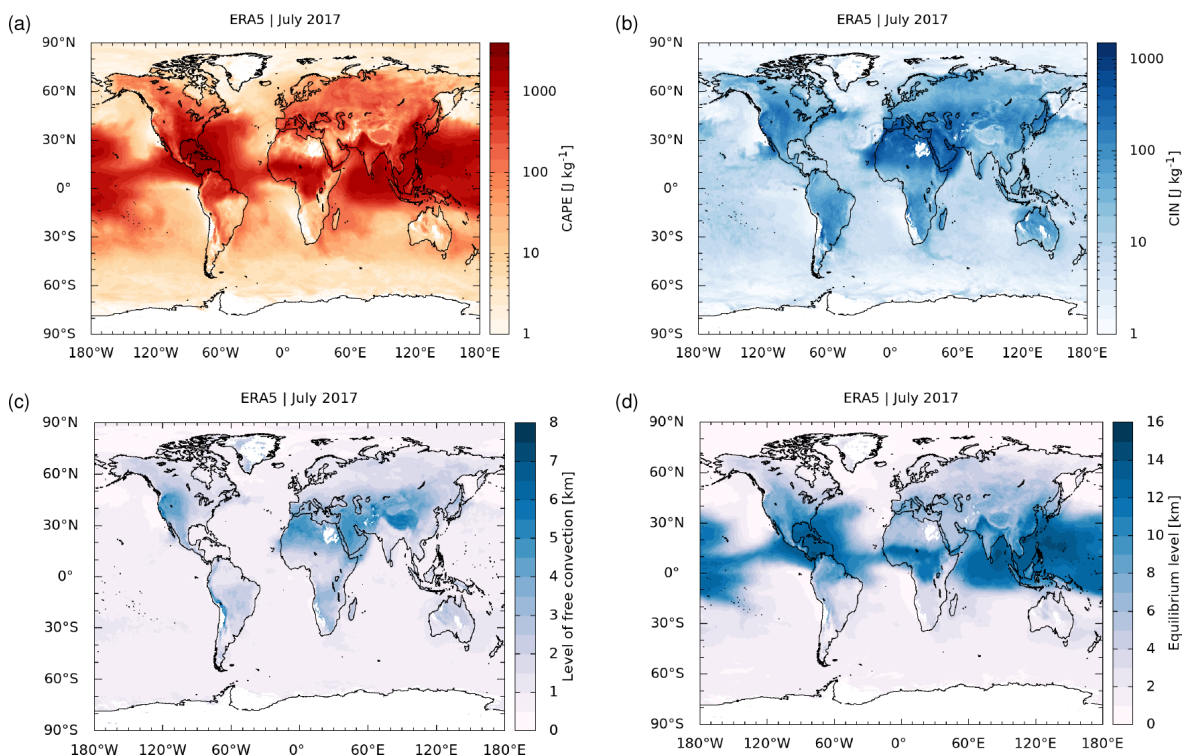 (a)
ERA5 | July 2017
90°N
60°N
30°N
0°
30°S
60°S
90°S
180°W 120°W 60°W 0° 60°E 120°E 180°E
1000
100
10
1
CAPE [J kg-1]
(b)
ERA5 | July 2017
90°N
60°N
30°N
0°
30°S
60°S
90°S
180°W 120°W 60°W 0° 60°E 120°E 180°E
1000
100
10
1
CIN [J kg-1]
(c)
ERA5 | July 2017
90°N
60°N
30°N
0°
30°S
60°S
90°S
180°W 120°W 60°W 0° 60°E 120°E 180°E
8
7
6
5
4
3
2
1
0
Level of free convection [km]
(d)
ERA5 | July 2017
90°N
60°N
30°N
0°
30°S
60°S
90°S
180°W 120°W 60°W 0° 60°E 120°E 180°E
16
14
12
10
8
6
4
2
0
Equilibrium level [km]